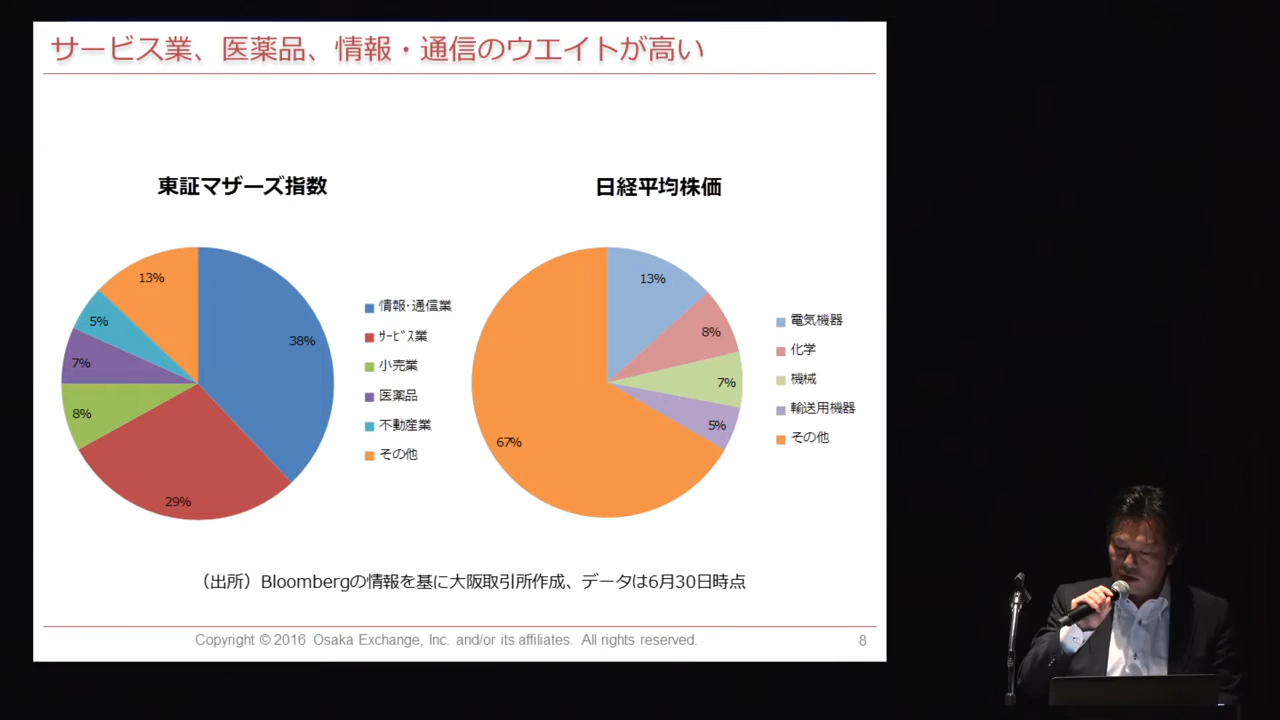 サービス業、医薬品、情報・通信のウエイトが高い
東証マザーズ指数
13%
5%
7%
8%
29%
38%
情報・通信業
ｻｰﾋﾞｽ業
小売業
医薬品
不動産業
その他
日経平均株価
13%
8%
7%
5%
67%
電気機器
化学
機械
輸送用機器
その他
（出所）Bloombergの情報を基に大阪取引所作成、データは6月30日時点
Copyright © 2016 Osaka Exchange, Inc. and/or its affiliates. All rights reserved.
8